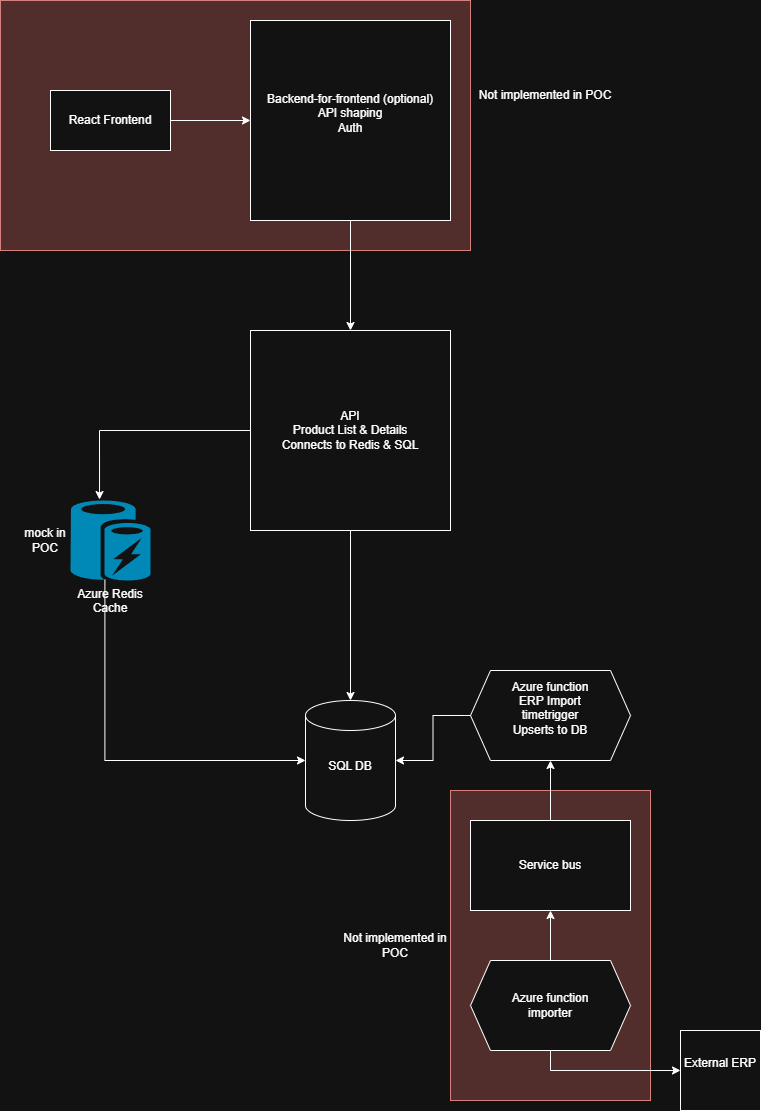 Not implemented in POC
Backend-for-frontend (optional)
API shaping
Auth
React Frontend
API
Product List & Details
Connects to Redis & SQL
mock in
POC
Azure Redis
Cache
Azure function
ERP Import
timetrigger
Upserts to DB
SQL DB
Service bus
Not implemented in
POC
Azure function
importer
External ERP